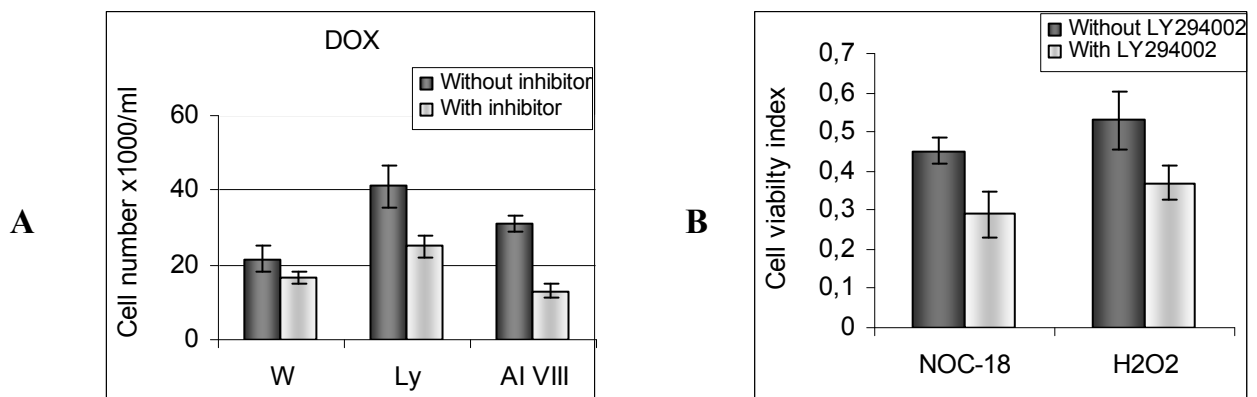 A
DOX
Without inhibitor
With inhibitor
Cell number x1000/ml
60
40
20
0
W Ly AI VIII
B
Without LY294002
With LY294002
Cell viabilty index
0,7
0,6
0,5
0,4
0,3
0,2
0,1
0
NOC-18 H2O2